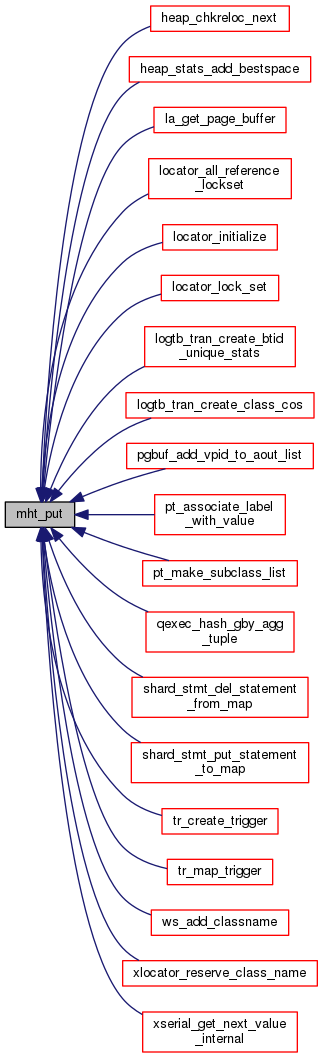 heap_chkreloc_next
heap_stats_add_bestspace
la_get_page_buffer
locator_all_reference
_lockset
locator_initialize
locator_lock_set
logtb_tran_create_btid
_unique_stats
logtb_tran_create_class_cos
pgbuf_add_vpid_to_aout_list
mht_put
pt_associate_label
_with_value
pt_make_subclass_list
qexec_hash_gby_agg
_tuple
shard_stmt_del_statement
_from_map
shard_stmt_put_statement
_to_map
tr_create_trigger
tr_map_trigger
ws_add_classname
xlocator_reserve_class_name
xserial_get_next_value
_internal